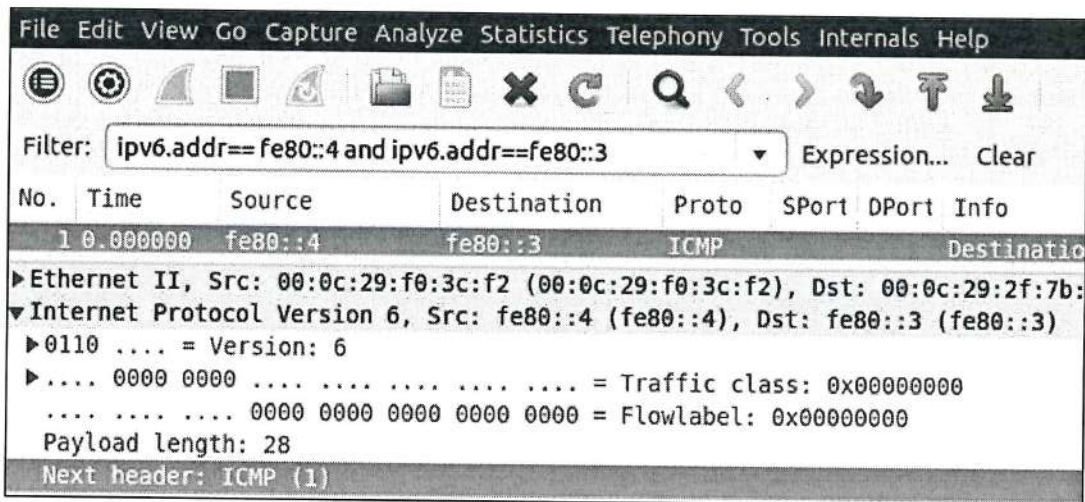 File Edit View Go Capture Analyze Statistics Telephony Tools Internals Help
Filter: ipv6.addr== fe80::4 and ipv6.addr==fe80::3 Expression... Clear
No. Time Source Destination Proto SPort DPort Info
1 0.000000 fe80::4 fe80::3 ICMP Destinatio
Ethernet II, Src: 00:0c:29:f0:3c:f2 (00:0c:29:f0:3c:f2), Dst: 00:0c:29:2f:7b:
Internet Protocol Version 6, Src: fe80::4 (fe80::4), Dst: fe80::3 (fe80::3)
0110 .... = Version: 6
.... 0000 0000 .... .... .... .... .... = Traffic class: 0x00000000
.... .... .... 0000 0000 0000 0000 0000 = Flowlabel: 0x00000000
Payload length: 28
Next header: ICMP (1)